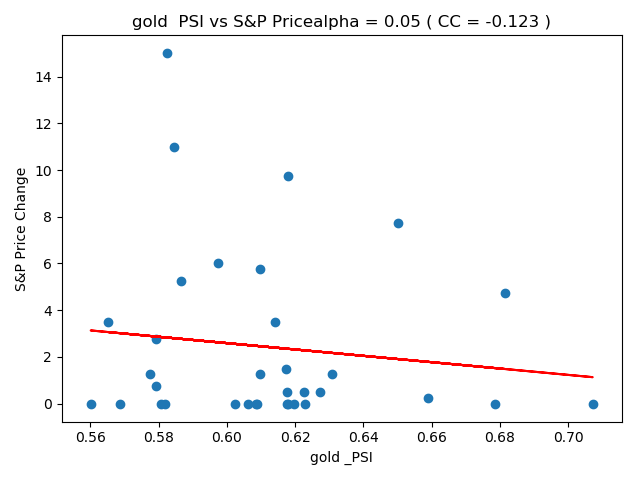 gold  PSI vs S&P Pricealpha = 0.05 ( CC = -0.123 )
S&P Price Change
14
12
10
8
6
4
2
0
0.56 0.58 0.60 0.62 0.64 0.66 0.68 0.70
gold _PSI